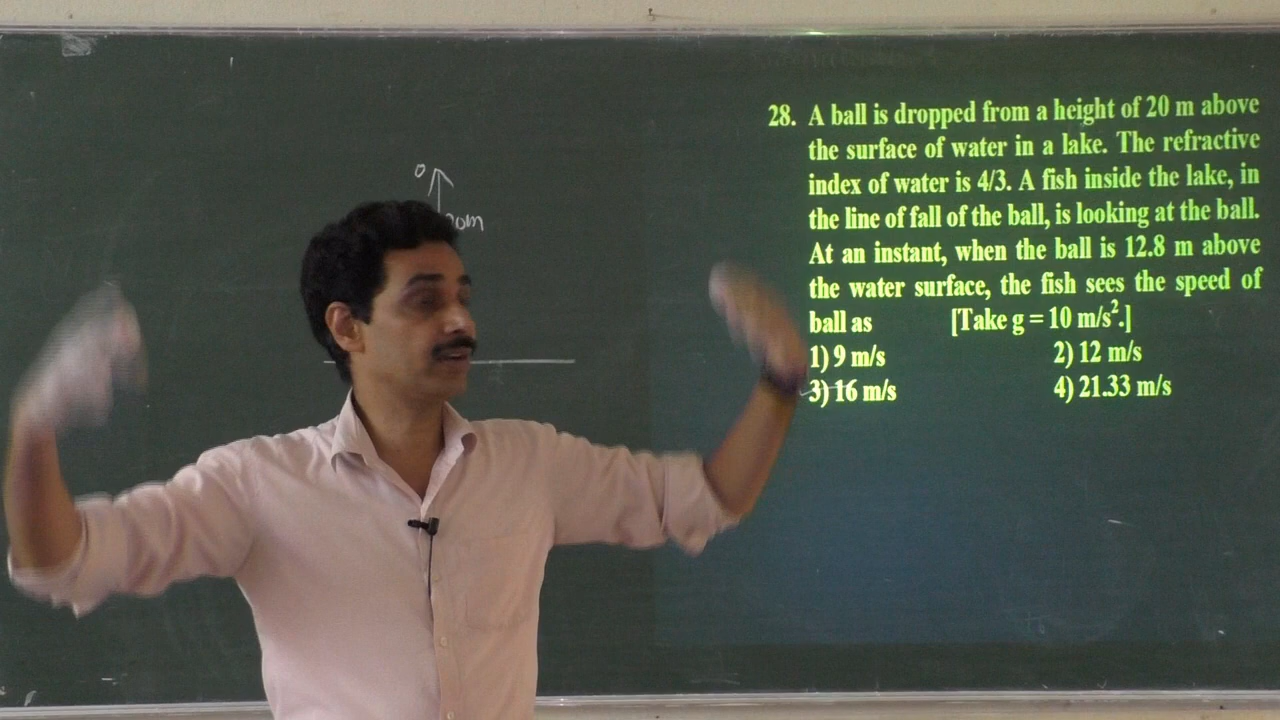 28. A ball is dropped from a height of 20 m above
the surface of water in a lake. The refractive
index of water is 4/3. A fish inside the lake, in
the line of fall of the ball, is looking at the ball.
At an instant, when the ball is 12.8 m above
the water surface, the fish sees the speed of
ball as [Take g = 10 m/s².]
1) 9 m/s 2) 12 m/s
3) 16 m/s 4) 21.33 m/s